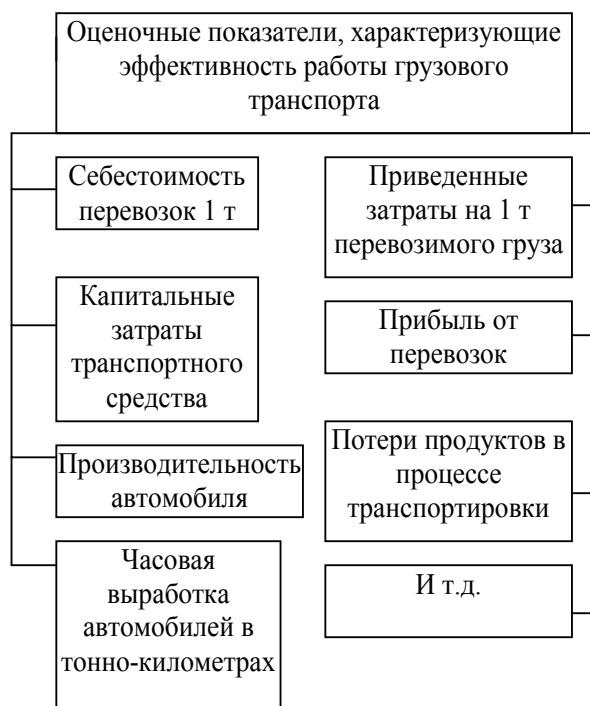 Оценочные показатели, характеризующие
эффективность работы грузового
транспорта
Себестоимость
перевозок 1 т
Капитальные
затраты
транспортного
средства
Производительность
автомобиля
Часовая
выработка
автомобилей в
тонно-километрах
Приведенные
затраты на 1 т
перевозимого груза
Прибыль от
перевозок
Потери продуктов в
процессе
транспортировки
И т.д.